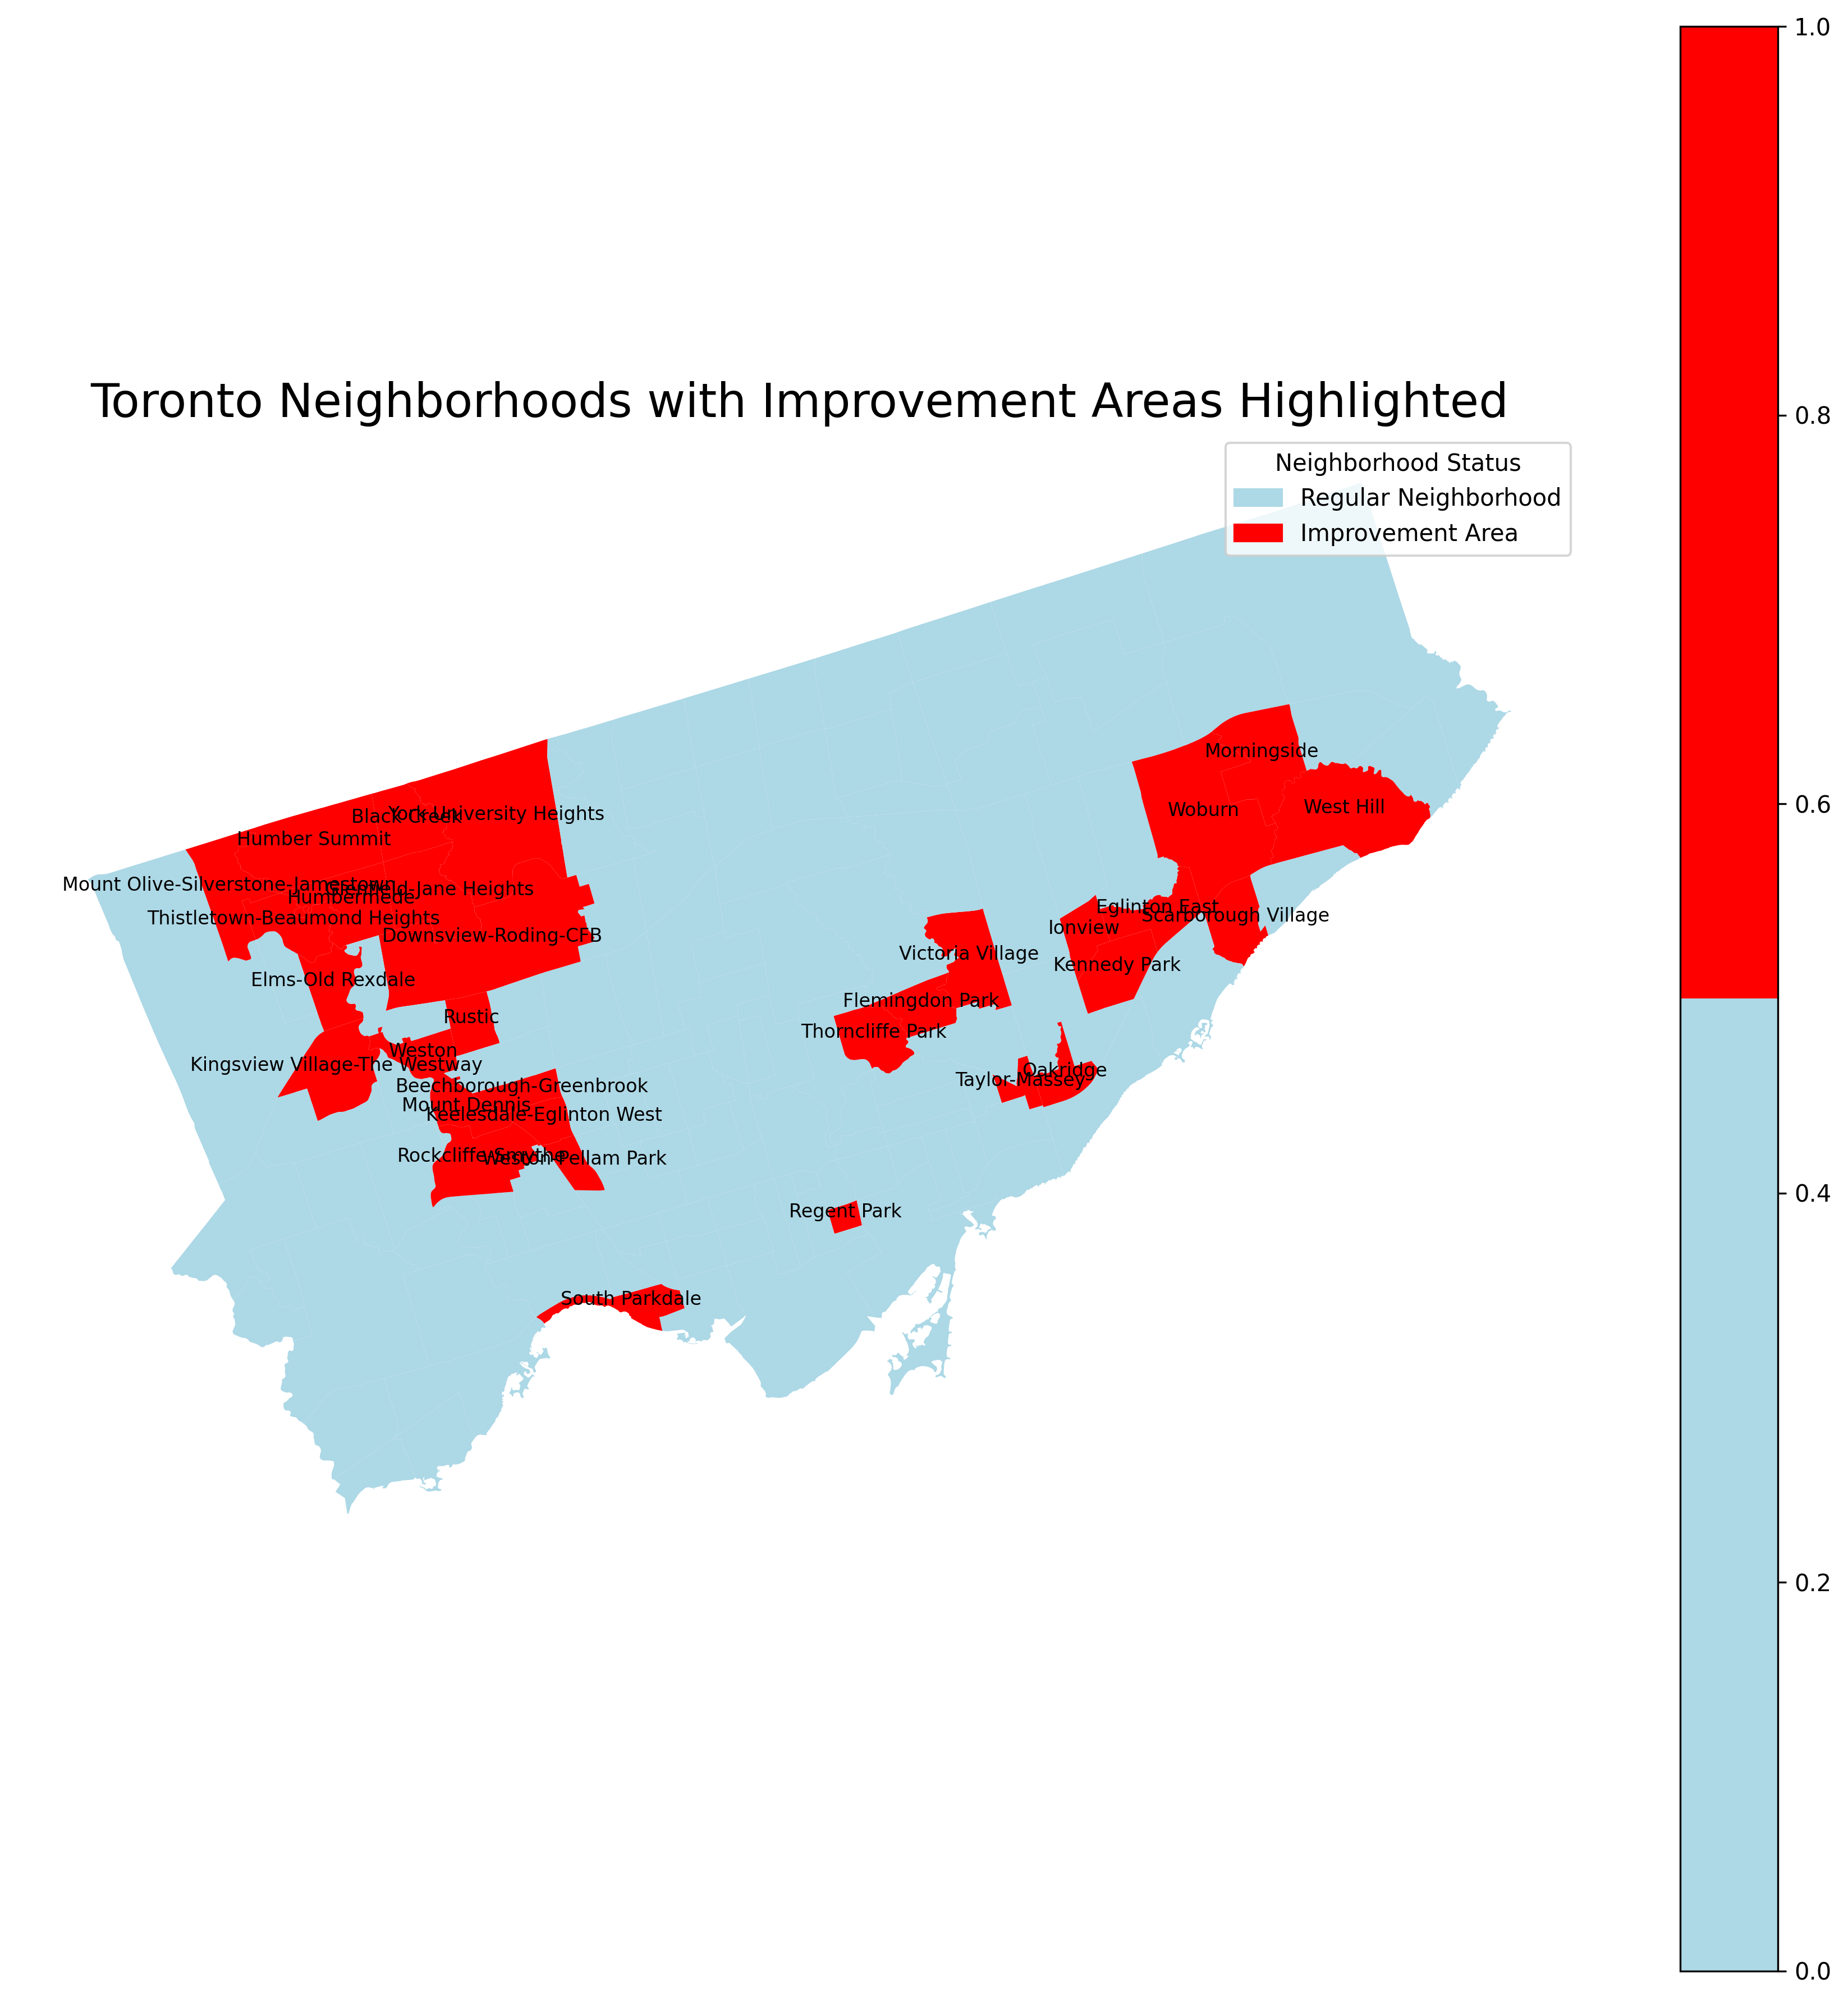 Toronto Neighborhoods with Improvement Areas Highlighted
Neighborhood Status
Regular Neighborhood
Improvement Area
Morningside
West Hill
Woburn
York University Heights
Black Creek
Humber Summit
Mount Olive-Silverstone-Jamestown
Glenfield-Jane Heights
Humbermede
Thistletown-Beaumond Heights
Downsview-Roding-CFB
Eglinton East
Scarborough Village
Ionview
Kennedy Park
Victoria Village
Elms-Old Rexdale
Flemingdon Park
Rustic
Thorncliffe Park
Weston
Kingsview Village-The Westway
Oakridge
Taylor-Massey
Beechborough-Greenbrook
Mount Dennis
Keelesdale-Eglinton West
Rockcliffe-Smythe
Weston-Pellam Park
Regent Park
South Parkdale
1.0
0.8
0.6
0.4
0.2
0.0